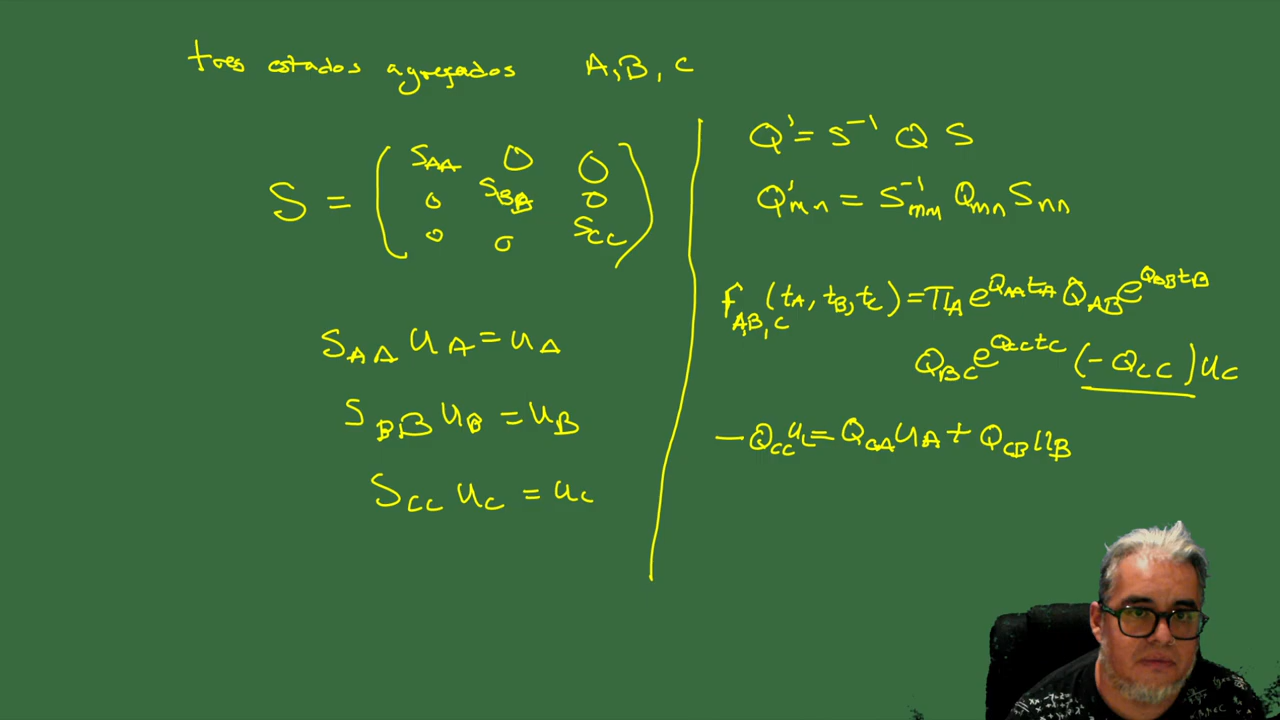 tres estados agregados A, B, C
S = ( S_AA 0 0
0 S_BB 0
0 0 S_CC )
S_AA u_A = u_A
S_BB u_B = u_B
S_CC u_C = u_C
Q' = S^-1 Q S
Q'_mn = S^-1_mm Q_mn S_nn
f_A,B,C (t_A, t_B, t_C) = π_A e^{Q_AA t_A} Q_AB e^{Q_BB t_B}
Q_BC e^{Q_CC t_C} (-Q_CC) u_C
-Q_CC u_C = Q_CA u_A + Q_CB u_B